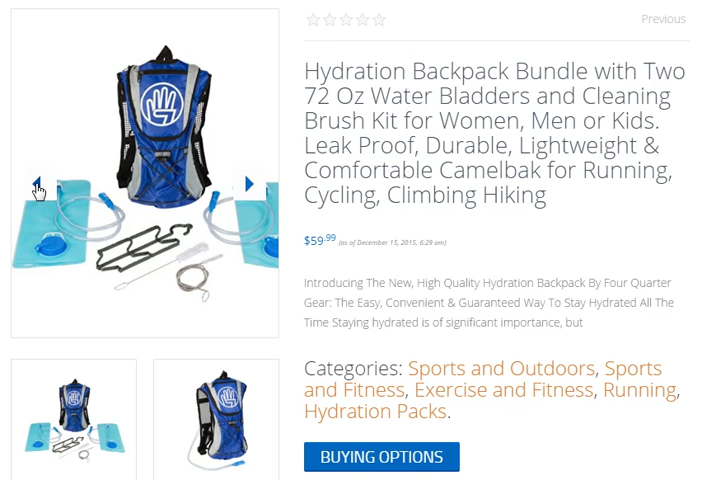 Previous
Hydration Backpack Bundle with Two
72 Oz Water Bladders and Cleaning
Brush Kit for Women, Men or Kids.
Leak Proof, Durable, Lightweight &
Comfortable Camelbak for Running,
Cycling, Climbing Hiking
$59.99 (as of December 15, 2015, 6:29 am)
Introducing The New, High Quality Hydration Backpack By Four Quarter
Gear: The Easy, Convenient & Guaranteed Way To Stay Hydrated All The
Time Staying hydrated is of significant importance, but
Categories: Sports and Outdoors, Sports
and Fitness, Exercise and Fitness, Running,
Hydration Packs.
BUYING OPTIONS